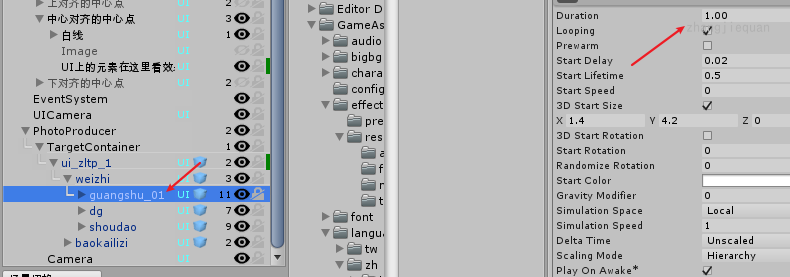 上对齐的中心点 2
中心对齐的中心点 3
白线 1
Image
UI上的元素在这里看效
下对齐的中心点 2
EventSystem
UICamera
PhotoProducer 2
TargetContainer 1
ui_zltp_1 2
weizhi 3
guangshu_01 UI 11
dg 7
shoudao 9
baokailizi 2
Camera
Editor D
GameAs
audio
bigbg
chara
config
effect
pre
res
a
f
n
t
font
langua
tw
zh
Duration 1.00
Looping
Prewarm
Start Delay 0.02
Start Lifetime 0.5
Start Speed 0
3D Start Size
X 1.4 Y 4.2 Z 0
3D Start Rotation
Start Rotation 0
Randomize Rotation 0
Start Color
Gravity Modifier 0
Simulation Space Local
Simulation Speed 1
Delta Time Unscaled
Scaling Mode Hierarchy
Play On Awake*